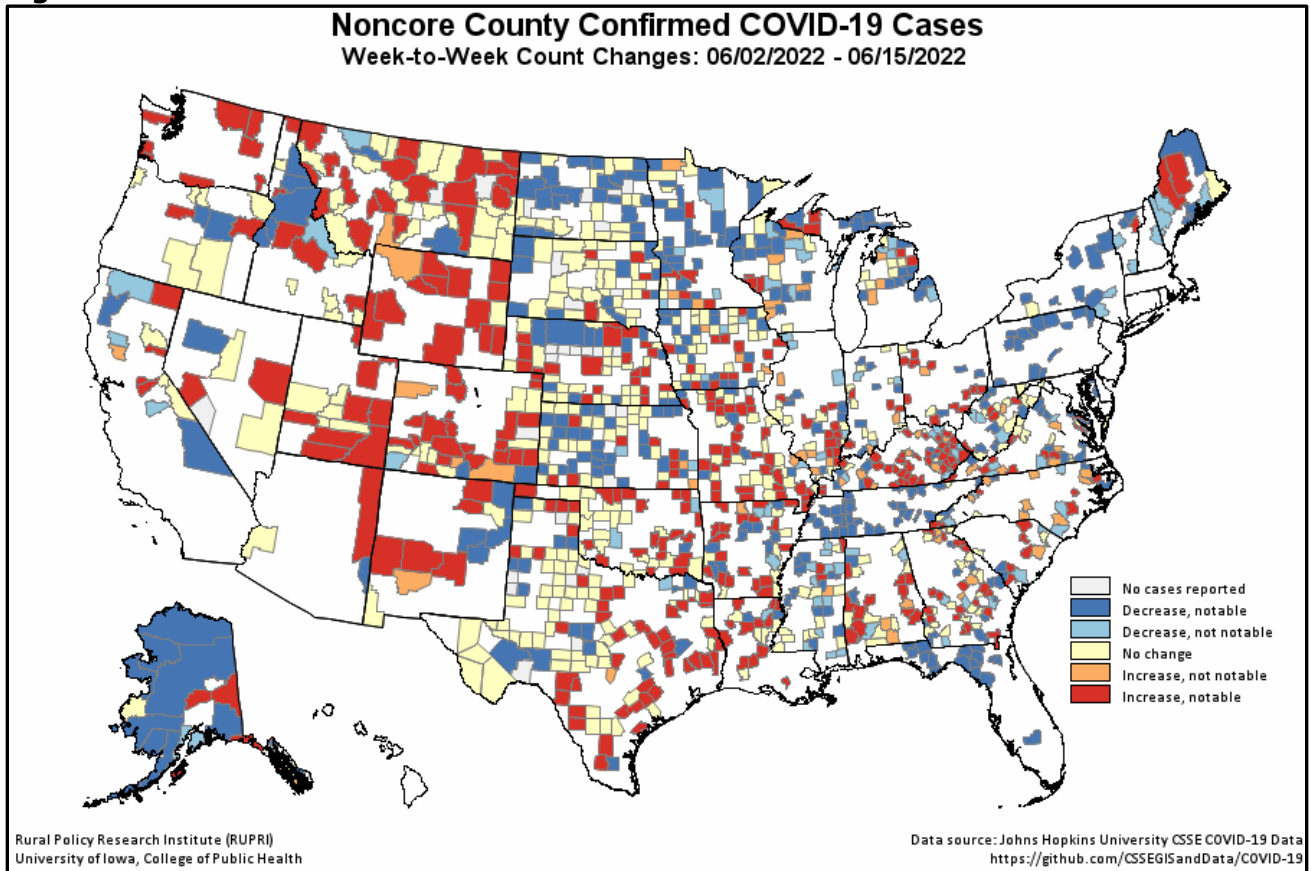 Noncore County Confirmed COVID-19 Cases
Week-to-Week Count Changes: 06/02/2022 - 06/15/2022
No cases reported
Decrease, notable
Decrease, not notable
No change
Increase, not notable
Increase, notable
Rural Policy Research Institute (RUPRI)
University of Iowa, College of Public Health
Data source: Johns Hopkins University CSSE COVID-19 Data
https://github.com/CSSEGISandData/COVID-19